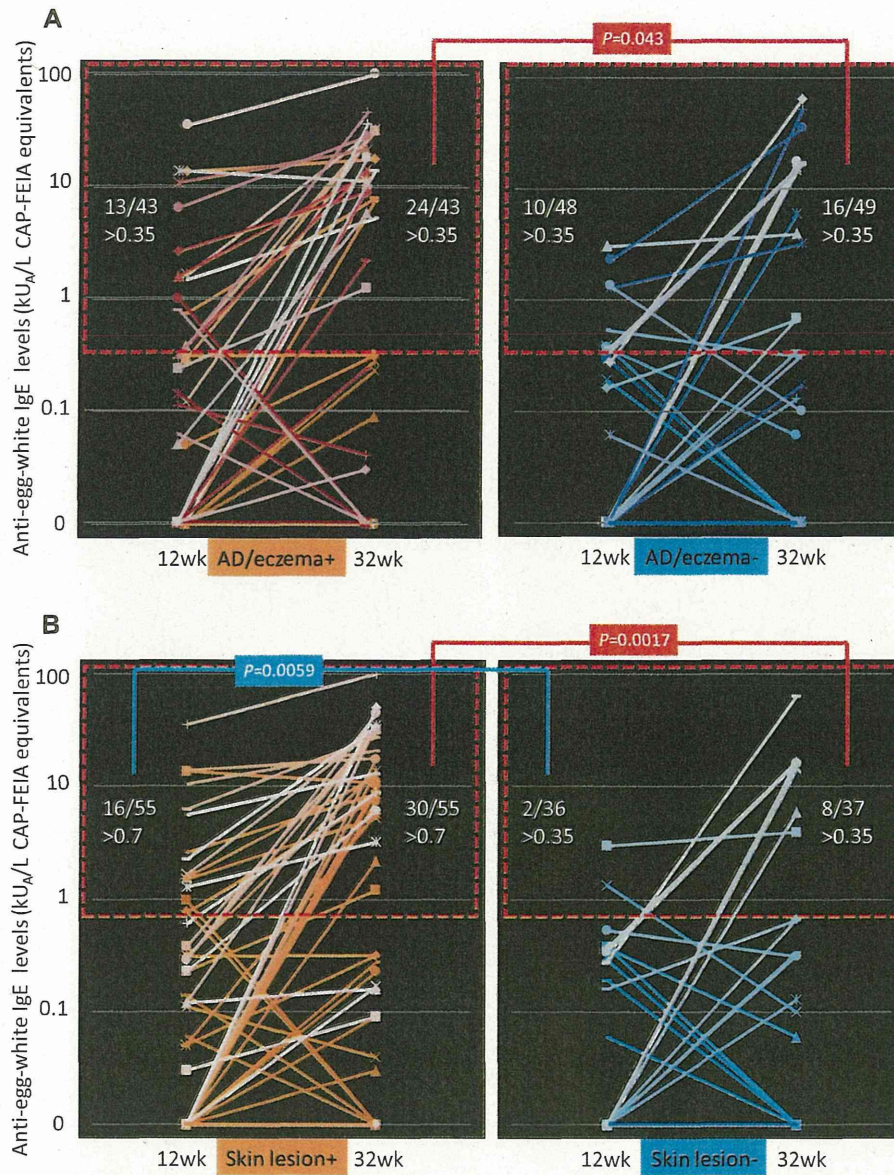 A
P=0.043
Anti-egg-white IgE levels (kUA/L CAP-FEIA equivalents)
100
10
1
0.1
0
13/43
>0.35
24/43
>0.35
10/48
>0.35
16/49
>0.35
12wk AD/eczema+ 32wk
12wk AD/eczema- 32wk
B
P=0.0017
P=0.0059
Anti-egg-white IgE levels (kUA/L CAP-FEIA equivalents)
100
10
1
0.1
0
16/55
>0.7
30/55
>0.7
2/36
>0.35
8/37
>0.35
12wk Skin lesion+ 32wk
12wk Skin lesion- 32wk